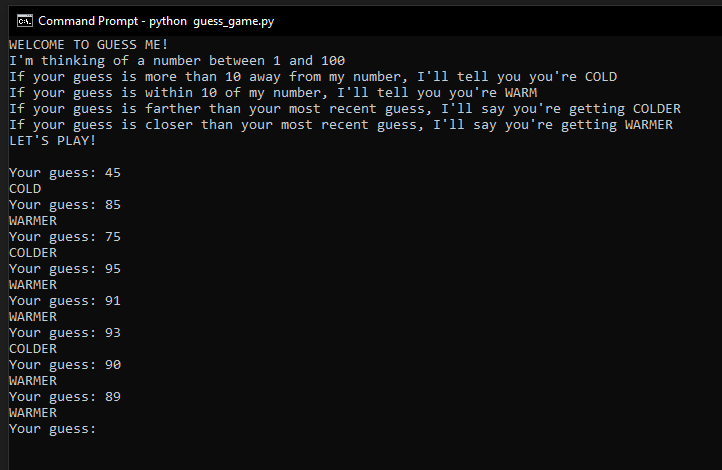 Command Prompt - python guess_game.py
WELCOME TO GUESS ME!
I'm thinking of a number between 1 and 100
If your guess is more than 10 away from my number, I'll tell you you're COLD
If your guess is within 10 of my number, I'll tell you you're WARM
If your guess is farther than your most recent guess, I'll say you're getting COLDER
If your guess is closer than your most recent guess, I'll say you're getting WARMER
LET'S PLAY!
Your guess: 45
COLD
Your guess: 85
WARMER
Your guess: 75
COLDER
Your guess: 95
WARMER
Your guess: 91
WARMER
Your guess: 93
COLDER
Your guess: 90
WARMER
Your guess: 89
WARMER
Your guess: